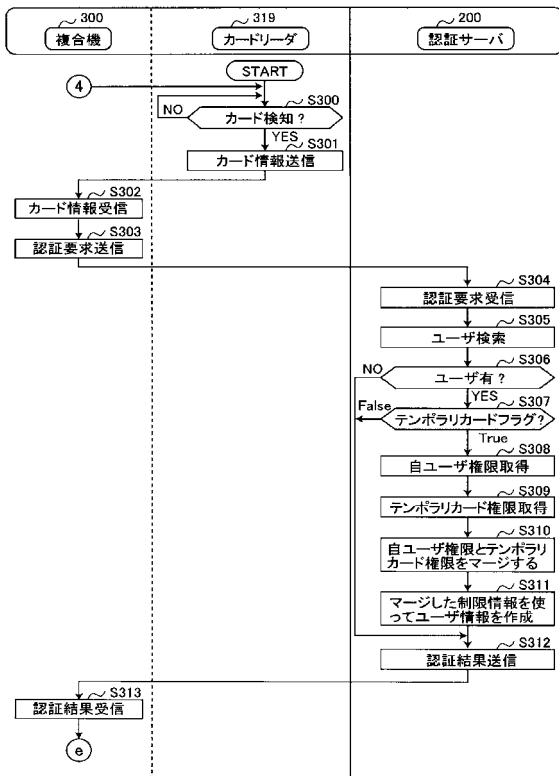 300
複合機
319
カードリーダ
200
認証サーバ
START
4
S300
カード検知？
NO
YES
S301
カード情報送信
S302
カード情報受信
S303
認証要求送信
S304
認証要求受信
S305
ユーザ検索
S306
ユーザ有？
NO
YES
S307
テンポラリカードフラグ？
False
True
S308
自ユーザ権限取得
S309
テンポラリカード権限取得
S310
自ユーザ権限とテンポラリ
カード権限をマージする
S311
マージした制限情報を使
ってユーザ情報を作成
S312
認証結果送信
S313
認証結果受信
e